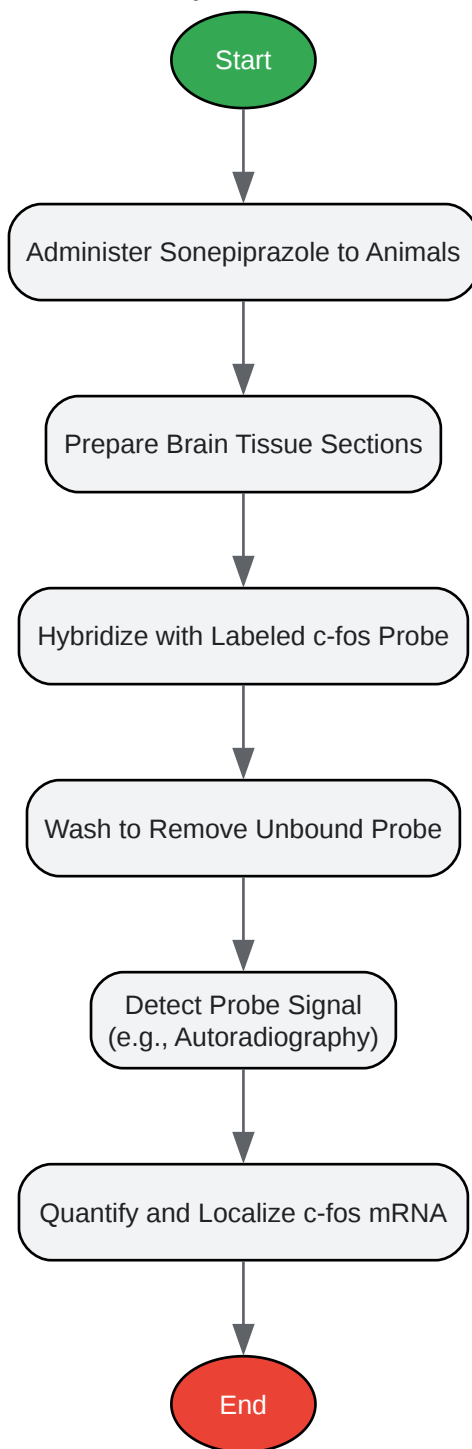 Start
Administer Sonepiprazole to Animals
Prepare Brain Tissue Sections
Hybridize with Labeled c-fos Probe
Wash to Remove Unbound Probe
Detect Probe Signal
(e.g., Autoradiography)
Quantify and Localize c-fos mRNA
End